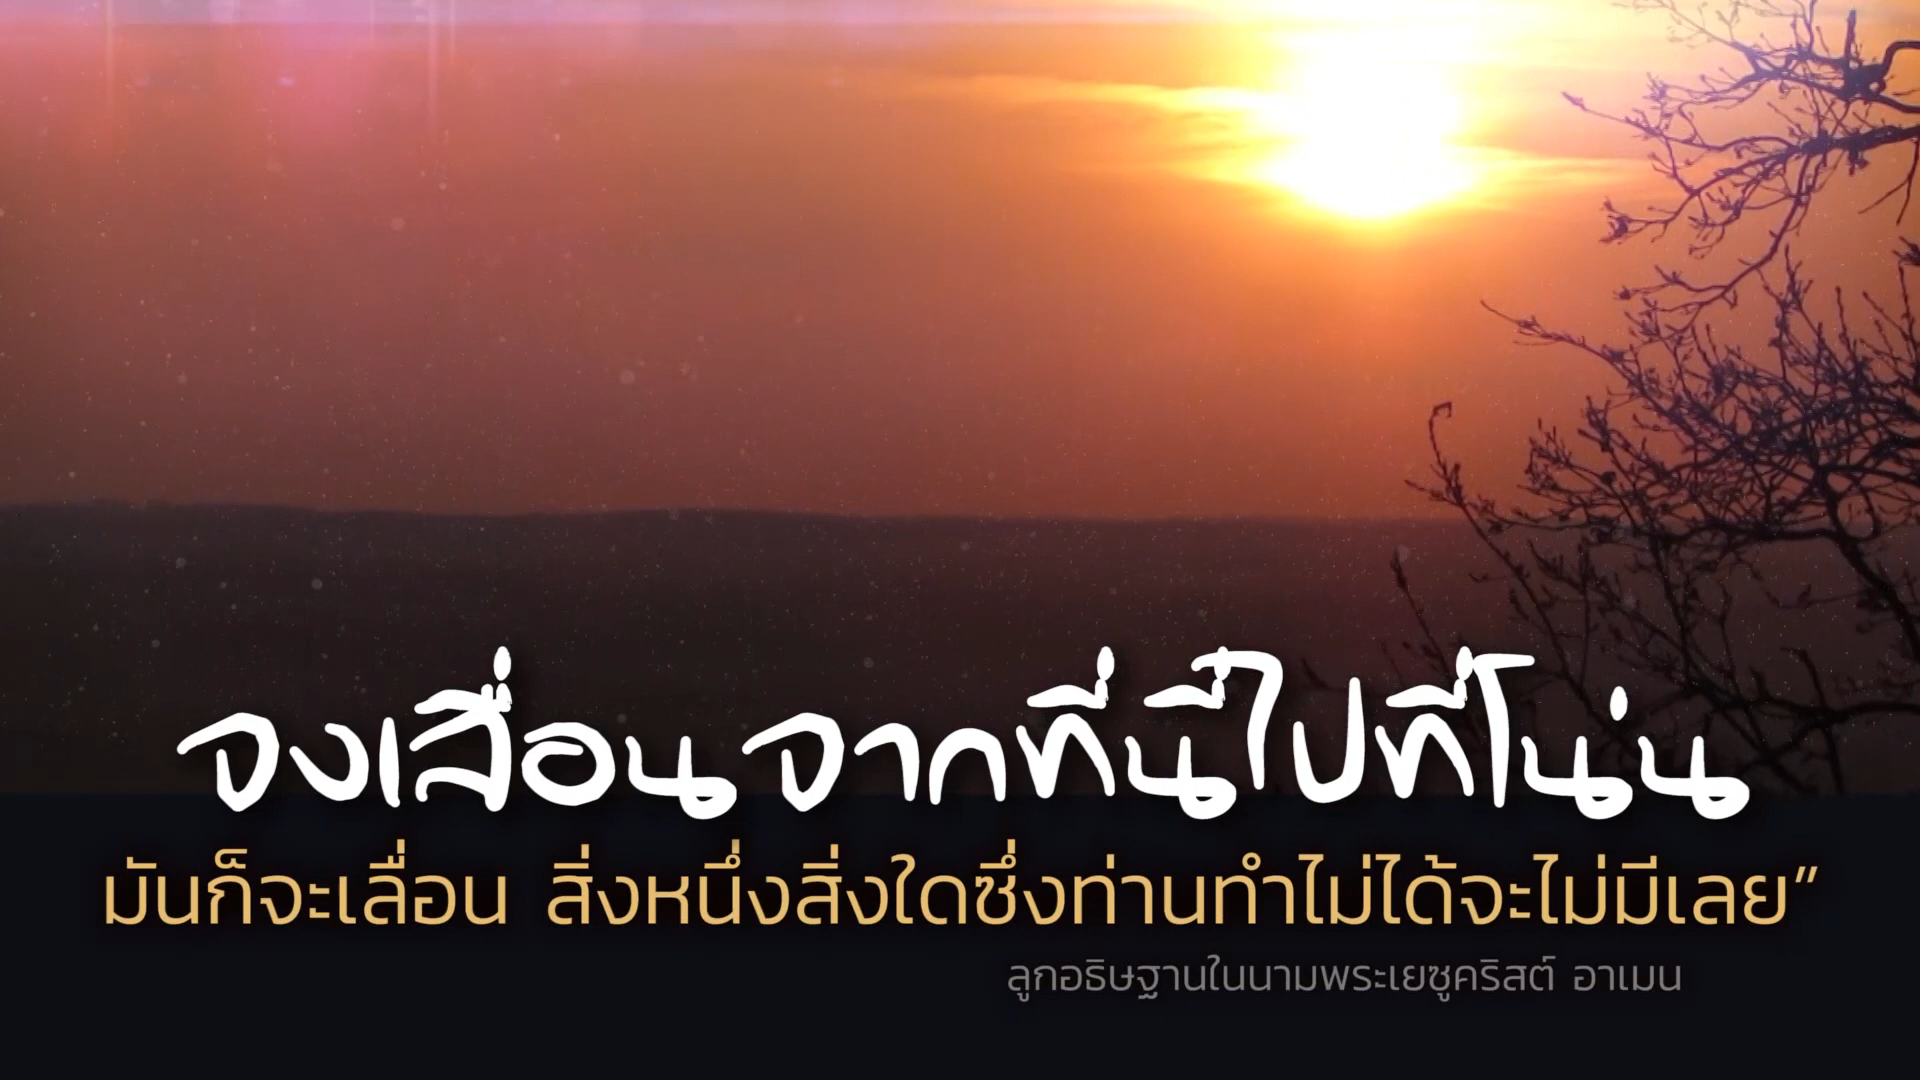 จงเลื่อนจากที่นี่ไปที่โน่น
มันก็จะเลื่อน สิ่งหนึ่งสิ่งใดซึ่งท่านทำไม่ได้จะไม่มีเลย”
ลูกอธิษฐานในนามพระเยซูคริสต์ อาเมน